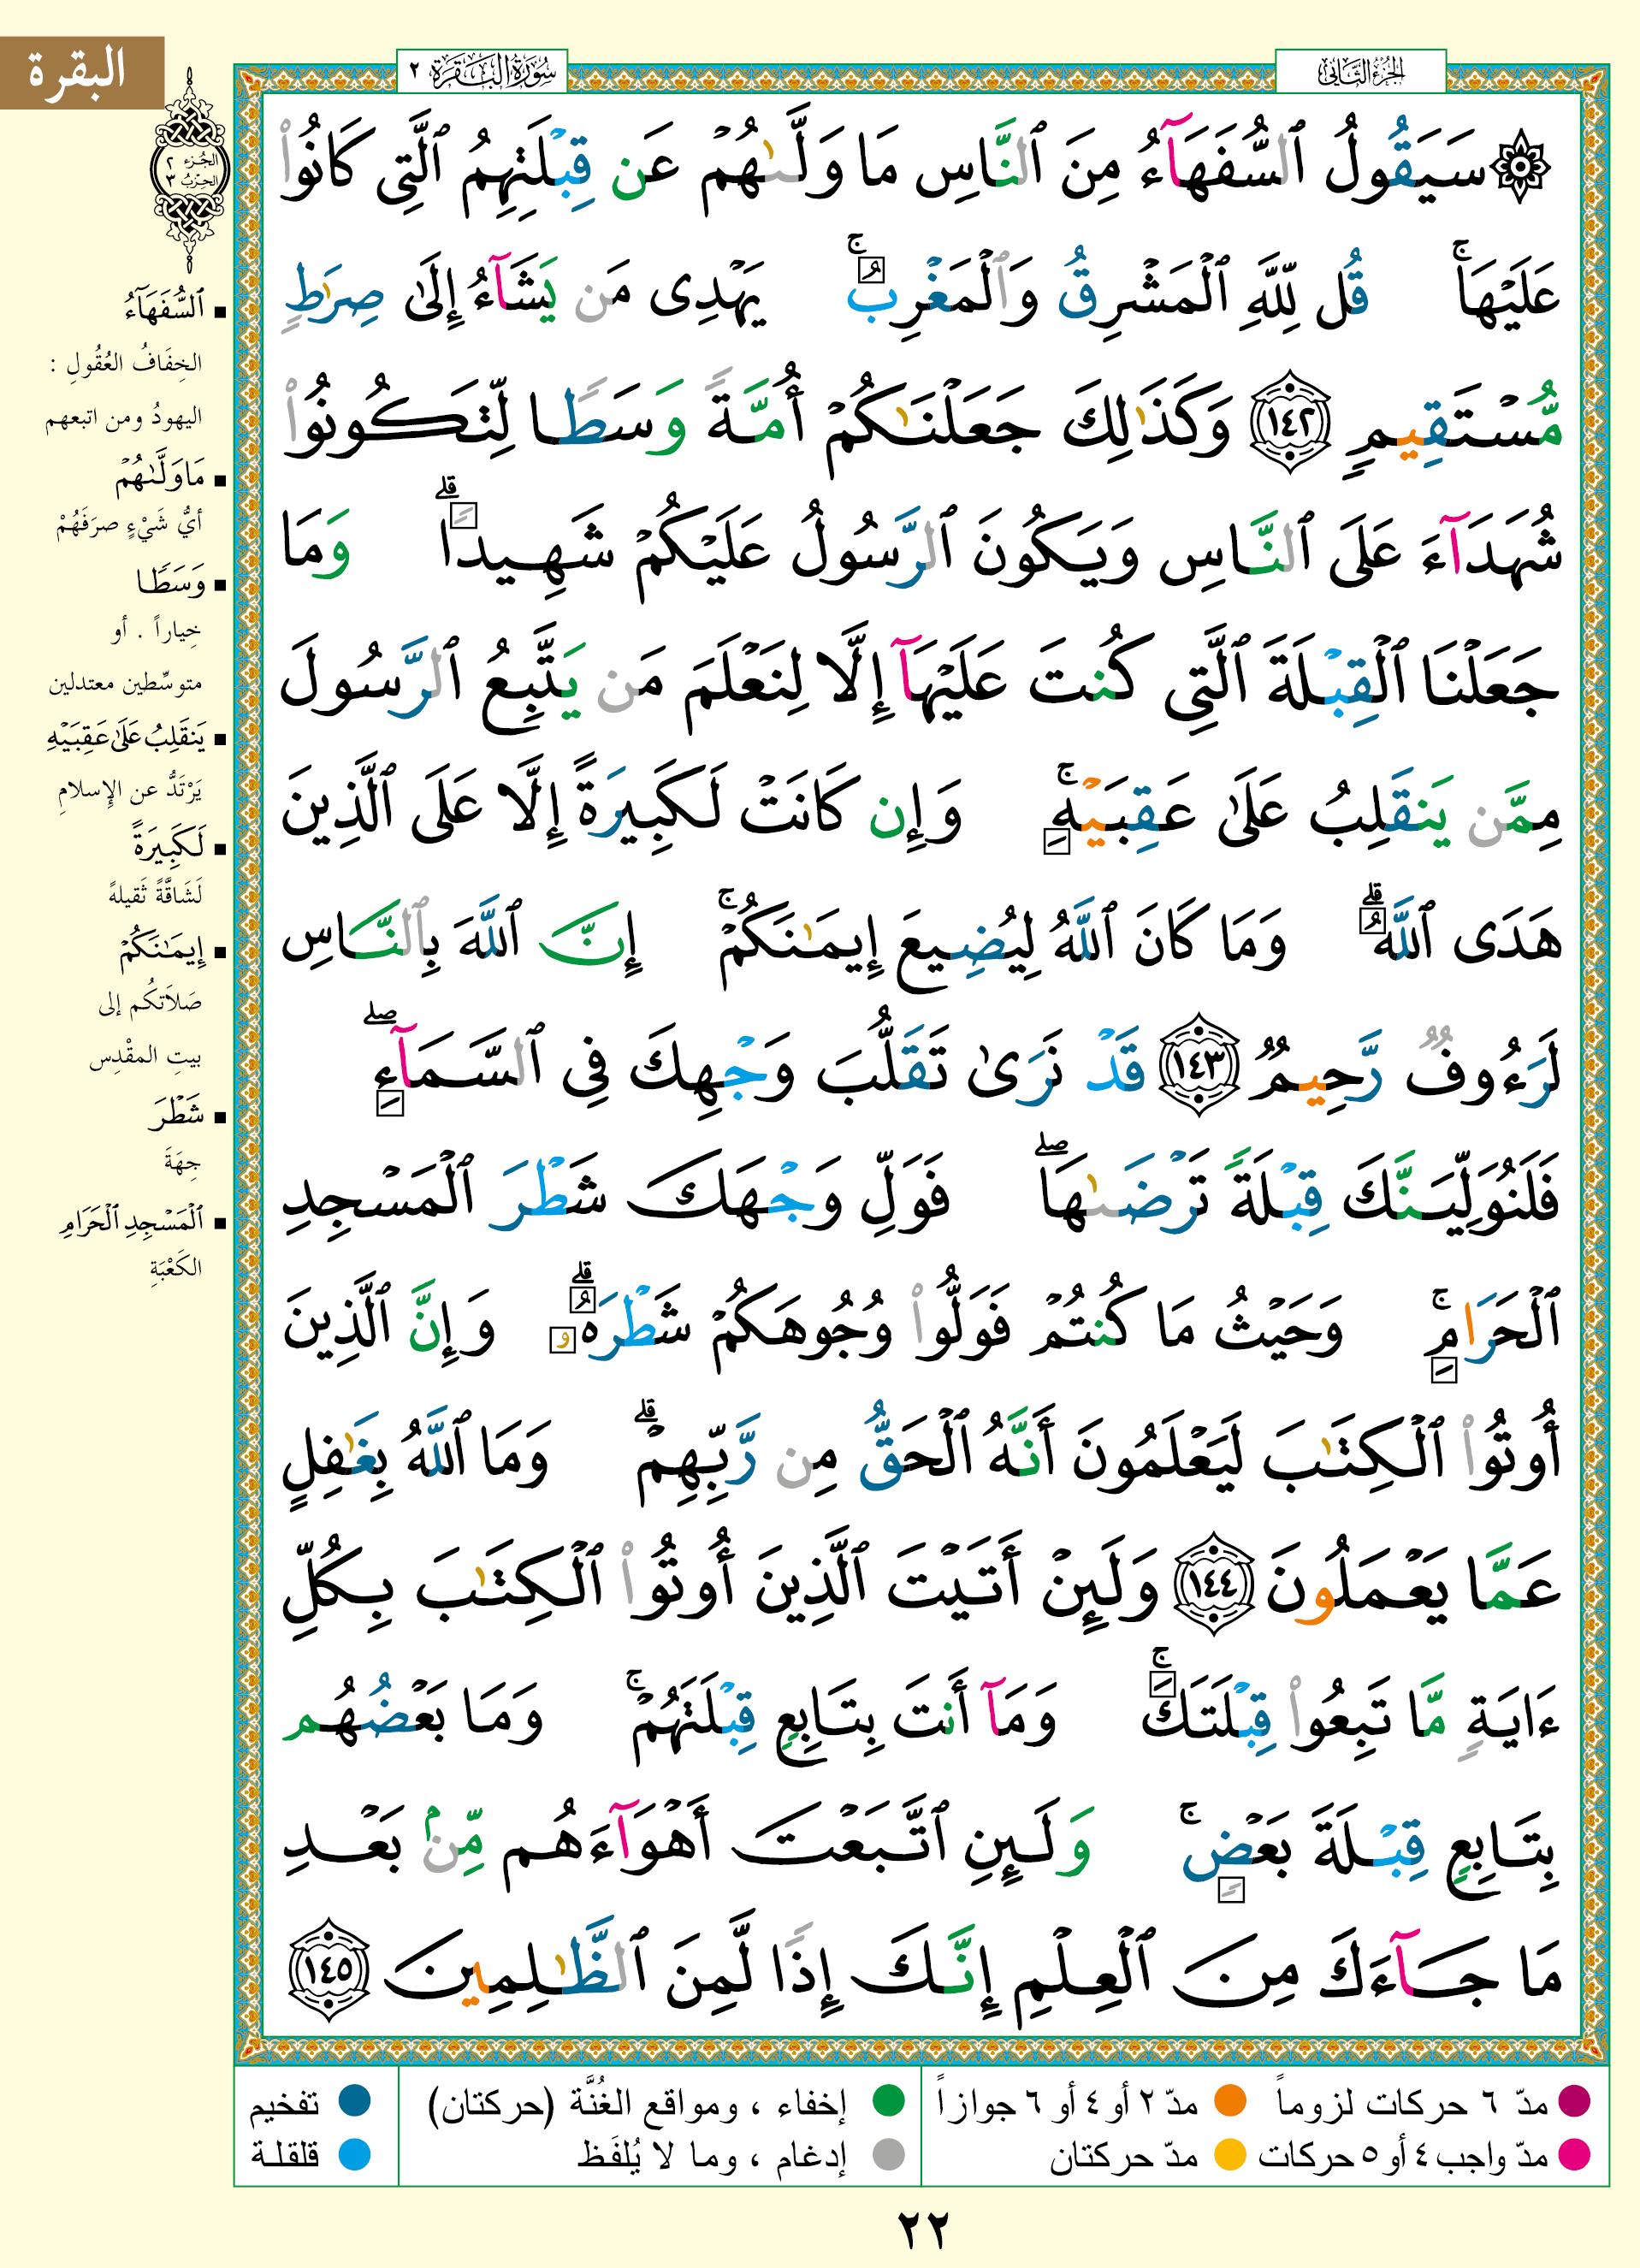 الجزء الثاني
سورة البقرة ٢
البقرة
الجزء ٢
الحزب ٣
۞ سَيَقُولُ ٱلسُّفَهَآءُ مِنَ ٱلنَّاسِ مَا وَلَّىٰهُمْ عَن قِبْلَتِهِمُ ٱلَّتِى كَانُوا۟
عَلَيْهَا ۚ قُل لِّلَّهِ ٱلْمَشْرِقُ وَٱلْمَغْرِبُ ۚ يَهْدِى مَن يَشَآءُ إِلَىٰ صِرَٰطٍ
مُّسْتَقِيمٍ ١٤٢ وَكَذَٰلِكَ جَعَلْنَٰكُمْ أُمَّةً وَسَطًا لِّتَكُونُوا۟
شُهَدَآءَ عَلَى ٱلنَّاسِ وَيَكُونَ ٱلرَّسُولُ عَلَيْكُمْ شَهِيدًا ۗ وَمَا
جَعَلْنَا ٱلْقِبْلَةَ ٱلَّتِى كُنتَ عَلَيْهَآ إِلَّا لِنَعْلَمَ مَن يَتَّبِعُ ٱلرَّسُولَ
مِمَّن يَنقَلِبُ عَلَىٰ عَقِبَيْهِ ۚ وَإِن كَانَتْ لَكَبِيرَةً إِلَّا عَلَى ٱلَّذِينَ
هَدَى ٱللَّهُ ۗ وَمَا كَانَ ٱللَّهُ لِيُضِيعَ إِيمَٰنَكُمْ ۚ إِنَّ ٱللَّهَ بِٱلنَّاسِ
لَرَءُوفٌ رَّحِيمٌ ١٤٣ قَدْ نَرَىٰ تَقَلُّبَ وَجْهِكَ فِى ٱلسَّمَآءِ ۖ
فَلَنُوَلِّيَنَّكَ قِبْلَةً تَرْضَىٰهَا ۖ فَوَلِّ وَجْهَكَ شَطْرَ ٱلْمَسْجِدِ
ٱلْحَرَامِ ۚ وَحَيْثُ مَا كُنتُمْ فَوَلُّوا۟ وُجُوهَكُمْ شَطْرَهُۥ ۗ وَإِنَّ ٱلَّذِينَ
أُوتُوا۟ ٱلْكِتَٰبَ لَيَعْلَمُونَ أَنَّهُ ٱلْحَقُّ مِن رَّبِّهِمْ ۗ وَمَا ٱللَّهُ بِغَٰفِلٍ
عَمَّا يَعْمَلُونَ ١٤٤ وَلَئِنْ أَتَيْتَ ٱلَّذِينَ أُوتُوا۟ ٱلْكِتَٰبَ بِكُلِّ
ءَايَةٍ مَّا تَبِعُوا۟ قِبْلَتَكَ ۚ وَمَآ أَنتَ بِتَابِعٍ قِبْلَتَهُمْ ۚ وَمَا بَعْضُهُم
بِتَابِعٍ قِبْلَةَ بَعْضٍ ۚ وَلَئِنِ ٱتَّبَعْتَ أَهْوَآءَهُم مِّنۢ بَعْدِ
مَا جَآءَكَ مِنَ ٱلْعِلْمِ إِنَّكَ إِذًا لَّمِنَ ٱلظَّٰلِمِينَ ١٤٥
■ ٱلسُّفَهَآءُ
الخِفَافُ العُقُولِ :
اليهودُ ومن اتبعهم
■ مَا وَلَّىٰهُمْ
أيُّ شَيْءٍ صرَفَهُمْ
■ وَسَطًا
خِياراً . أو
متوسِّطين معتدلين
■ يَنقَلِبُ عَلَىٰ عَقِبَيْهِ
يَرْتَدُّ عن الإِسلامِ
■ لَكَبِيرَةً
لَشَاقَّةً ثَقيلةً
■ إِيمَٰنَكُمْ
صَلاَتكُم إلى
بيتِ المقْدِس
■ شَطْرَ
جِهَةَ
■ ٱلْمَسْجِدِ ٱلْحَرَامِ
الكَعْبَةِ
مدّ ٦ حركات لزوماً
مدّ ٢ أو ٤ أو ٦ جوازاً
إخفاء ، ومواقع الغُنَّة (حركتان)
تفخيم
مدّ واجب ٤ أو ٥ حركات
مدّ حركتان
إدغام ، وما لا يُلفَظ
قلقلة
٢٢